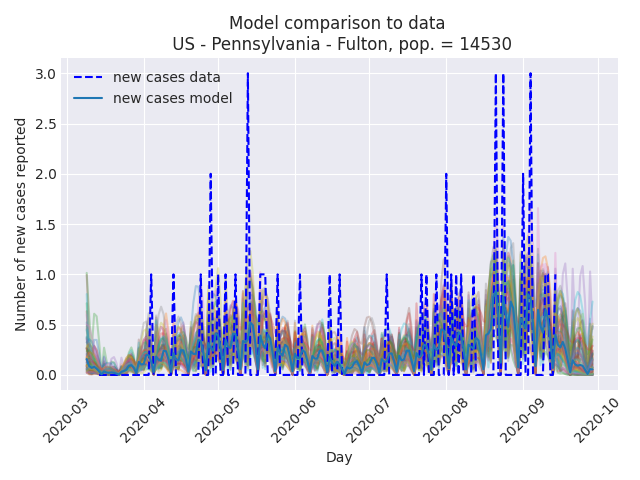 Model comparison to data
US - Pennsylvania - Fulton, pop. = 14530
new cases data
new cases model
Number of new cases reported
3.0
2.5
2.0
1.5
1.0
0.5
0.0
2020-03
2020-04
2020-05
2020-06
2020-07
2020-08
2020-09
2020-10
Day